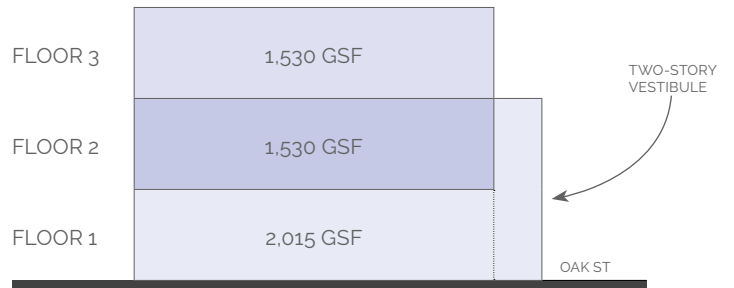 FLOOR 3
1,530 GSF
TWO-STORY
VESTIBULE
FLOOR 2
1,530 GSF
FLOOR 1
2,015 GSF
OAK ST